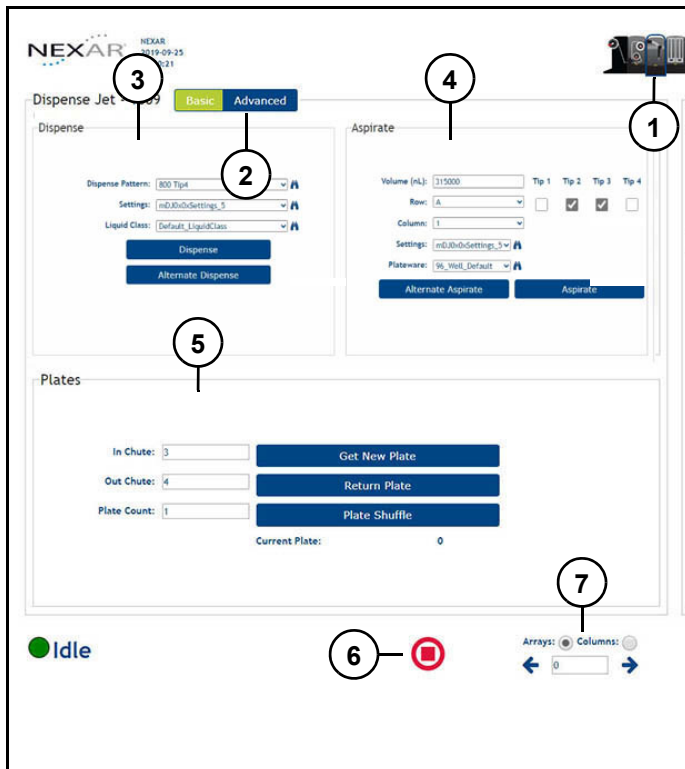 NEXAR
NEXAR
2019-09-25
0:21
3
4
1
Dispense Jet - 09
Basic
Advanced
2
Dispense
Aspirate
Dispense Pattern: 800 Tip4
Settings: mDJ0x0xSettings_5
Liquid Class: Default_LiquidClass
Dispense
Alternate Dispense
Volume (nL): 315000 Tip 1 Tip 2 Tip 3 Tip 4
Row: A
Column: 1
Settings: mDJ0x0xSettings_5
Plateware: 96_Well_Default
Alternate Aspirate Aspirate
5
Plates
In Chute: 3 Get New Plate
Out Chute: 4 Return Plate
Plate Count: 1 Plate Shuffle
Current Plate: 0
7
Idle
6
Arrays: Columns:
0